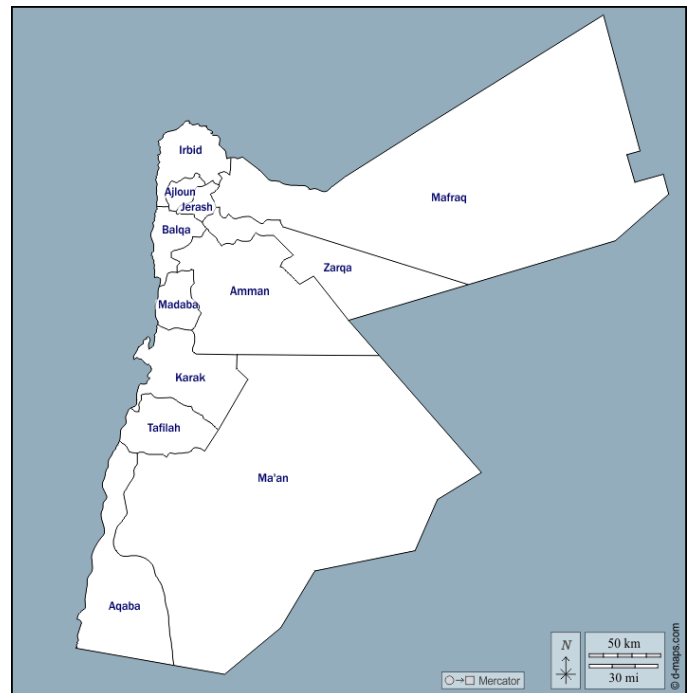 Irbid
Ajloun
Jerash
Mafraq
Balqa
Zarqa
Amman
Madaba
Karak
Tafilah
Ma'an
Aqaba
N
50 km
30 mi
Mercator
© d-maps.com